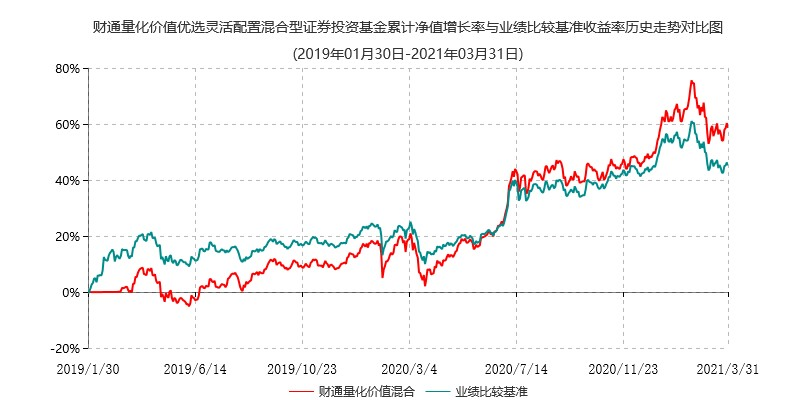 财通量化价值优选灵活配置混合型证券投资基金累计净值增长率与业绩比较基准收益率历史走势对比图
(2019年01月30日-2021年03月31日)
80%
60%
40%
20%
0%
-20%
2019/1/30 2019/6/14 2019/10/23 2020/3/4 2020/7/14 2020/11/23 2021/3/31
财通量化价值混合 业绩比较基准